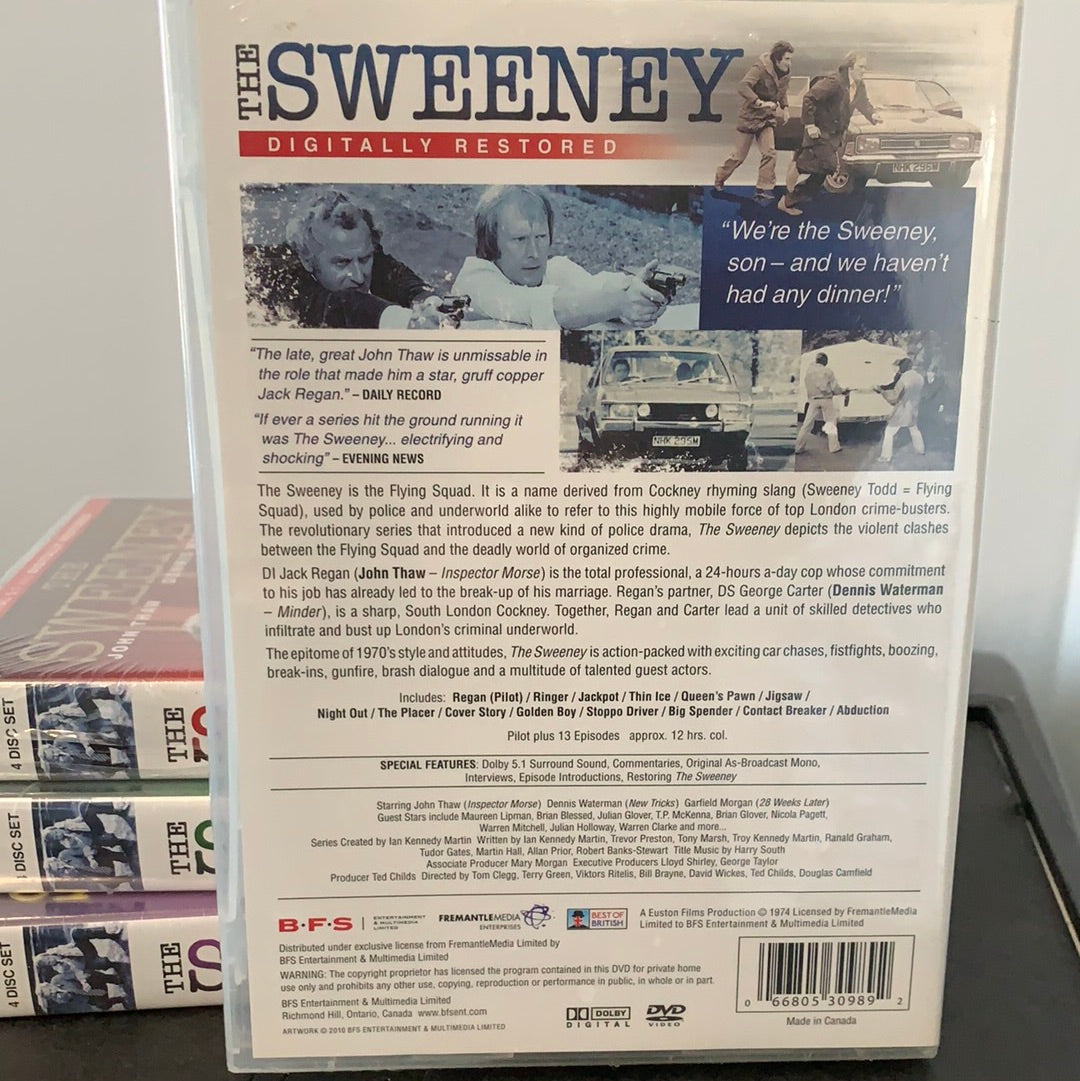 THE SWEENEY
DIGITALLY RESTORED
NHK 296M
"We're the Sweeney,
son – and we haven't
had any dinner!"
"The late, great John Thaw is unmissable in
the role that made him a star, gruff copper
Jack Regan." – DAILY RECORD
"If ever a series hit the ground running it
was The Sweeney... electrifying and
shocking" – EVENING NEWS
NHK 295M
The Sweeney is the Flying Squad. It is a name derived from Cockney rhyming slang (Sweeney Todd = Flying
Squad), used by police and underworld alike to refer to this highly mobile force of top London crime-busters.
The revolutionary series that introduced a new kind of police drama, The Sweeney depicts the violent clashes
between the Flying Squad and the deadly world of organized crime.
DI Jack Regan (John Thaw – Inspector Morse) is the total professional, a 24-hours a-day cop whose commitment
to his job has already led to the break-up of his marriage. Regan's partner, DS George Carter (Dennis Waterman
– Minder), is a sharp, South London Cockney. Together, Regan and Carter lead a unit of skilled detectives who
infiltrate and bust up London's criminal underworld.
The epitome of 1970's style and attitudes, The Sweeney is action-packed with exciting car chases, fistfights, boozing,
break-ins, gunfire, brash dialogue and a multitude of talented guest actors.
Includes: Regan (Pilot) / Ringer / Jackpot / Thin Ice / Queen's Pawn / Jigsaw /
Night Out / The Placer / Cover Story / Golden Boy / Stoppo Driver / Big Spender / Contact Breaker / Abduction
Pilot plus 13 Episodes approx. 12 hrs. col.
SPECIAL FEATURES: Dolby 5.1 Surround Sound, Commentaries, Original As-Broadcast Mono,
Interviews, Episode Introductions, Restoring The Sweeney
Starring John Thaw (Inspector Morse) Dennis Waterman (New Tricks) Garfield Morgan (28 Weeks Later)
Guest Stars include Maureen Lipman, Brian Blessed, Julian Glover, T.P. McKenna, Brian Glover, Nicola Pagett,
Warren Mitchell, Julian Holloway, Warren Clarke and more...
Series Created by Ian Kennedy Martin Written by Ian Kennedy Martin, Trevor Preston, Tony Marsh, Troy Kennedy Martin, Ranald Graham,
Tudor Gates, Martin Hall, Allan Prior, Robert Banks-Stewart Title Music by Harry South
Associate Producer Mary Morgan Executive Producers Lloyd Shirley, George Taylor
Producer Ted Childs Directed by Tom Clegg, Terry Green, Viktors Ritelis, Bill Brayne, David Wickes, Ted Childs, Douglas Camfield
B·F·S ENTERTAINMENT
& MULTIMEDIA
LIMITED
FREMANTLEMEDIA
ENTERPRISES
BEST OF
BRITISH
A Euston Films Production © 1974 Licensed by FremantleMedia
Limited to BFS Entertainment & Multimedia Limited
Distributed under exclusive license from FremantleMedia Limited by
BFS Entertainment & Multimedia Limited
WARNING: The copyright proprietor has licensed the program contained in this DVD for private home
use only and prohibits any other use, copying, reproduction or performance in public, in whole or in part.
BFS Entertainment & Multimedia Limited
Richmond Hill, Ontario, Canada www.bfsent.com
ARTWORK © 2010 BFS ENTERTAINMENT & MULTIMEDIA LIMITED
DOLBY
DIGITAL
DVD
VIDEO
0 66805 30989 2
Made in Canada
THE
SWEENEY
JOHN THAW
4 DISC SET
THE
DISC SET
THE
S
4 DISC SET
THE
S